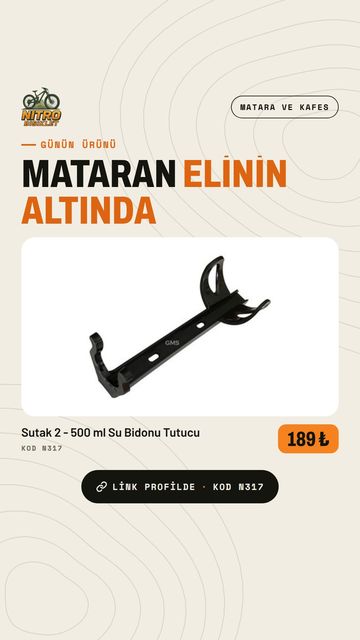 NITRO
BISIKLET
MATARA VE KAFES
GÜNÜN ÜRÜNÜ
MATARAN ELİNİN
ALTINDA
GMS
Sutak 2 - 500 ml Su Bidonu Tutucu
KOD N317
189 ₺
LİNK PROFİLDE · KOD N317